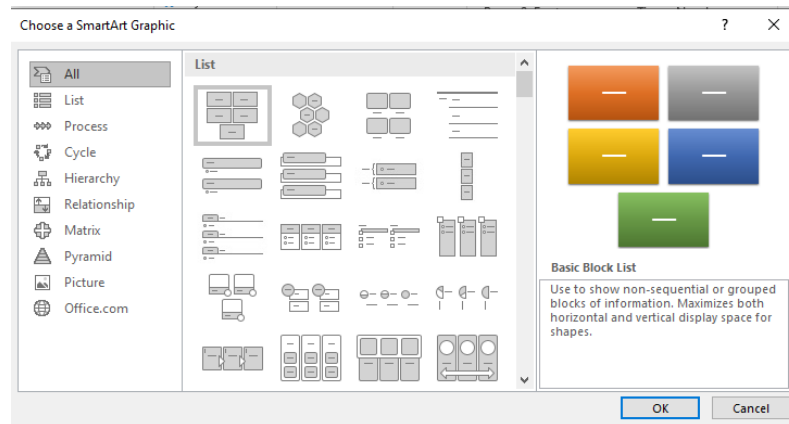 Choose a SmartArt Graphic
?
All
List
Process
Cycle
Hierarchy
Relationship
Matrix
Pyramid
Picture
Office.com
List
Basic Block List
Use to show non-sequential or grouped
blocks of information. Maximizes both
horizontal and vertical display space for
shapes.
OK
Cancel